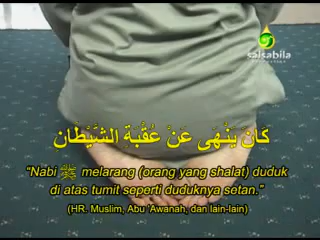 salsabila
كَانَ يَنْهَى عَنْ عُقْبَةِ الشَّيْطَانِ
"Nabi ﷺ melarang (orang yang shalat) duduk
di atas tumit seperti duduknya setan."
(HR. Muslim, Abu 'Awanah, dan lain-lain)